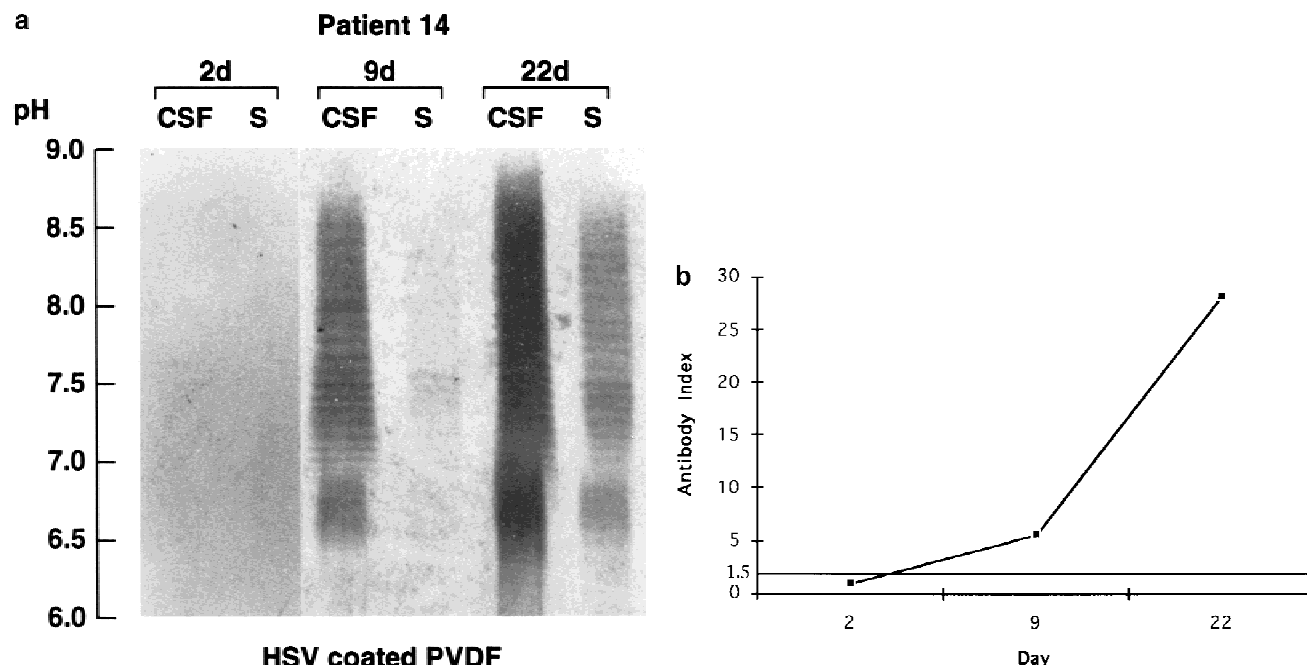 a
Patient 14
2d 9d 22d
pH CSF S CSF S CSF S
9.0
8.5
8.0
7.5
7.0
6.5
6.0
HSV coated PVDF
b
Antibody Index
30
25
20
15
10
5
1.5
0
2 9 22
Day